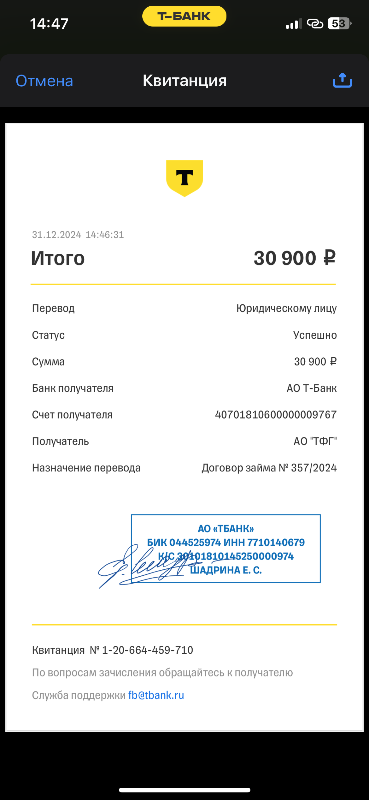 14:47
Т-БАНК
53
Отмена
Квитанция
Т
31.12.2024 14:46:31
Итого 30 900 ₽
Перевод Юридическому лицу
Статус Успешно
Сумма 30 900 ₽
Банк получателя АО Т-Банк
Счет получателя 40701810600000009767
Получатель АО "ТФГ"
Назначение перевода Договор займа № 357/2024
АО «ТБАНК»
БИК 044525974 ИНН 7710140679
К/С 30101810145250000974
ШАДРИНА Е. С.
Квитанция № 1-20-664-459-710
По вопросам зачисления обращайтесь к получателю
Служба поддержки fb@tbank.ru